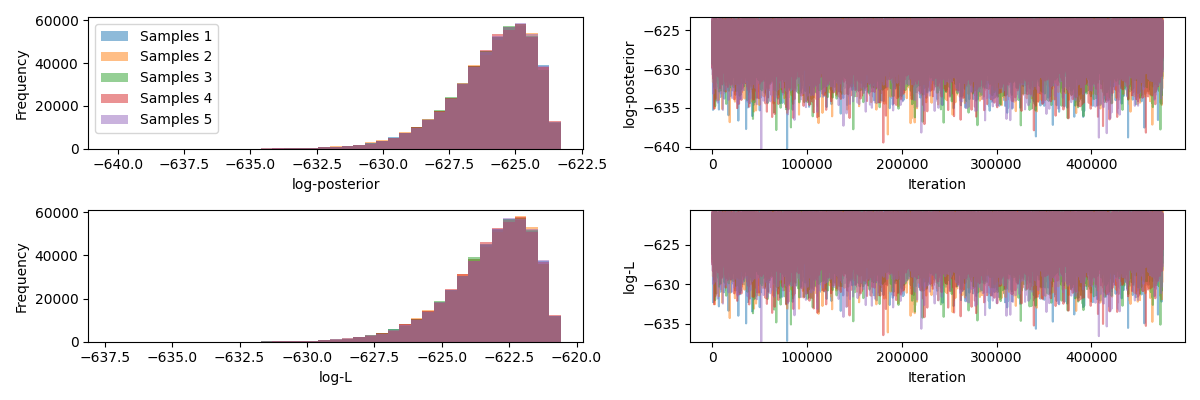 60000
40000
20000
0
Frequency
Samples 1
Samples 2
Samples 3
Samples 4
Samples 5
−640.0 −637.5 −635.0 −632.5 −630.0 −627.5 −625.0 −622.5
log-posterior
−625
−630
−635
−640
log-posterior
0 100000 200000 300000 400000
Iteration
60000
40000
20000
0
Frequency
−637.5 −635.0 −632.5 −630.0 −627.5 −625.0 −622.5 −620.0
log-L
−625
−630
−635
log-L
0 100000 200000 300000 400000
Iteration